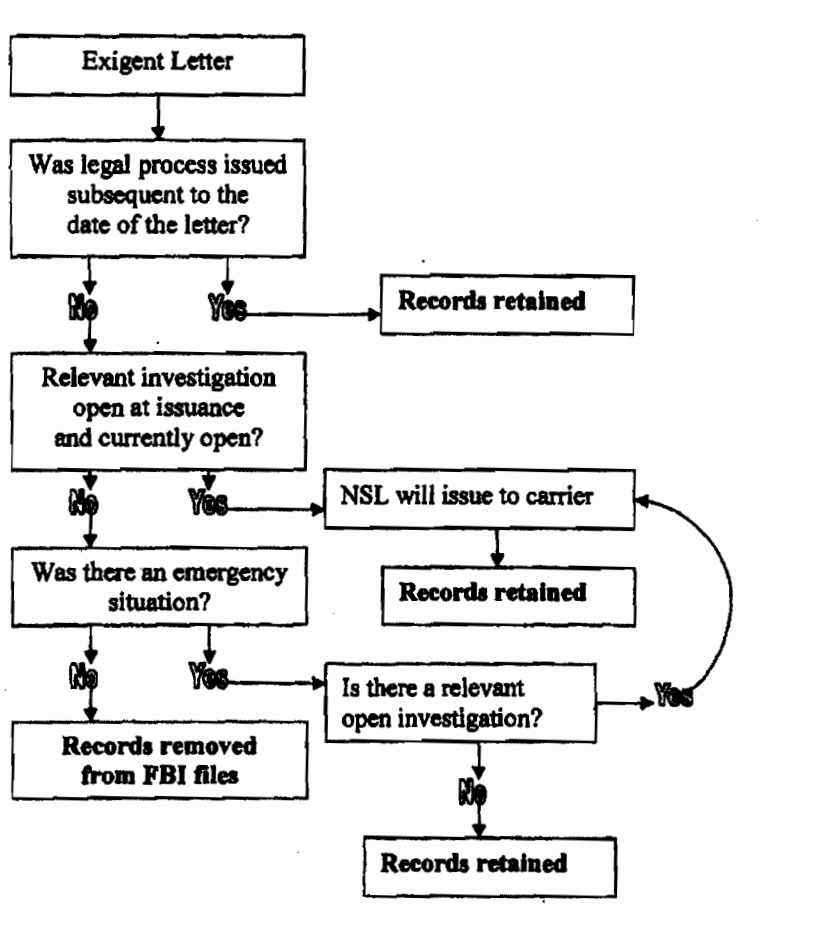 Exigent Letter
Was legal process issued
subsequent to the
date of the letter?
No
Yes
Records retained
Relevant investigation
open at issuance
and currently open?
No
Yes
NSL will issue to carrier
Records retained
Was there an emergency
situation?
No
Yes
Is there a relevant
open investigation?
Yes
Records removed
from FBI files
No
Records retained